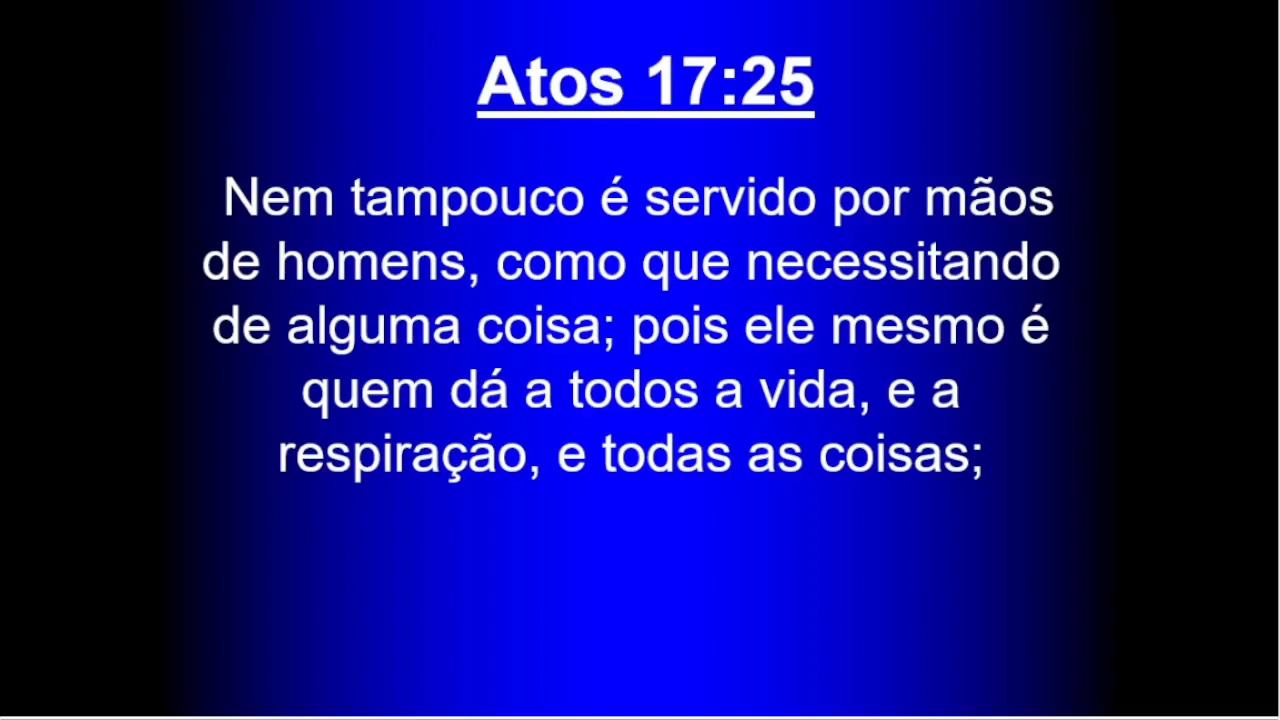 Atos 17:25
Nem tampouco é servido por mãos
de homens, como que necessitando
de alguma coisa; pois ele mesmo é
quem dá a todos a vida, e a
respiração, e todas as coisas;